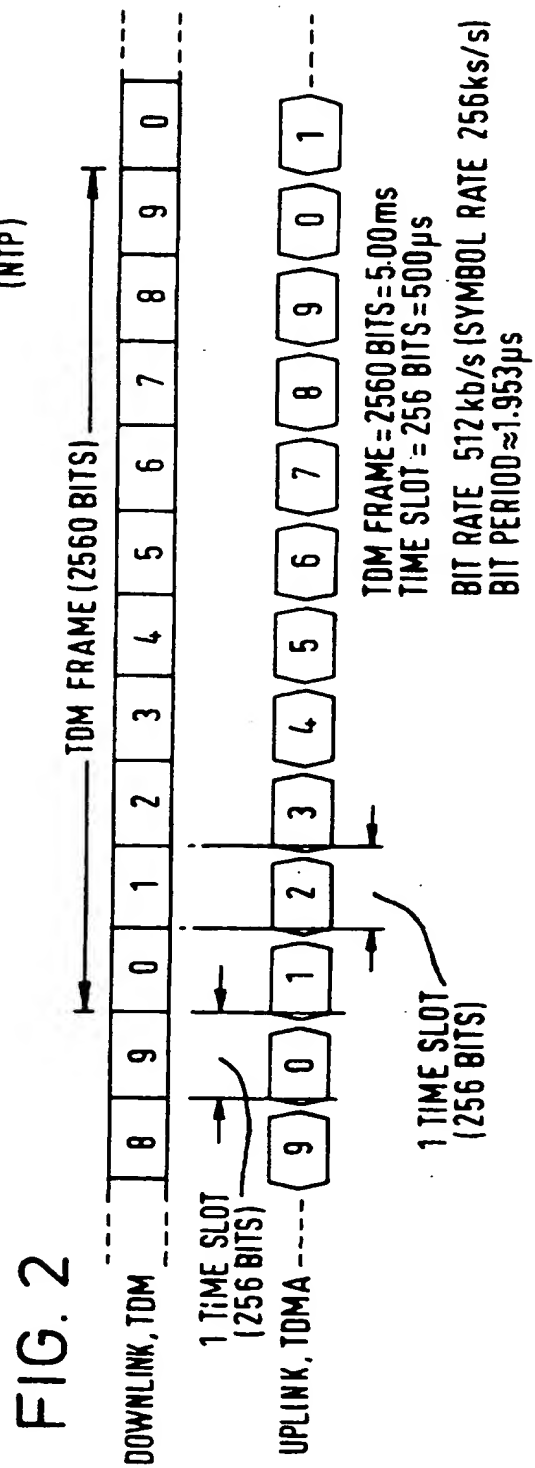 (NTP)
FIG. 2
TDM FRAME (2560 BITS)
DOWNLINK, TDM
8 9 0 1 2 3 4 5 6 7 8 9 0
1 TIME SLOT
(256 BITS)
UPLINK, TDMA
9 0 1 2 3 4 5 6 7 8 9 0 1
1 TIME SLOT
(256 BITS)
TDM FRAME = 2560 BITS = 5.00ms
TIME SLOT = 256 BITS = 500µs
BIT RATE 512kb/s (SYMBOL RATE 256ks/s)
BIT PERIOD ≈ 1.953µs